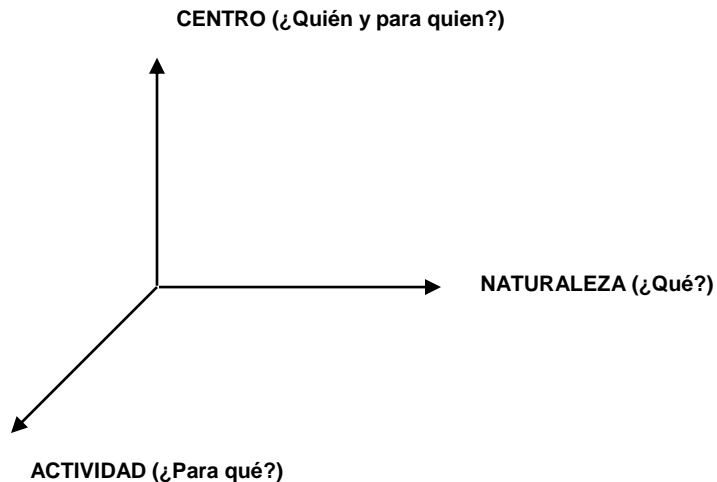 CENTRO (¿Quién y para quien?)
NATURALEZA (¿Qué?)
ACTIVIDAD (¿Para qué?)